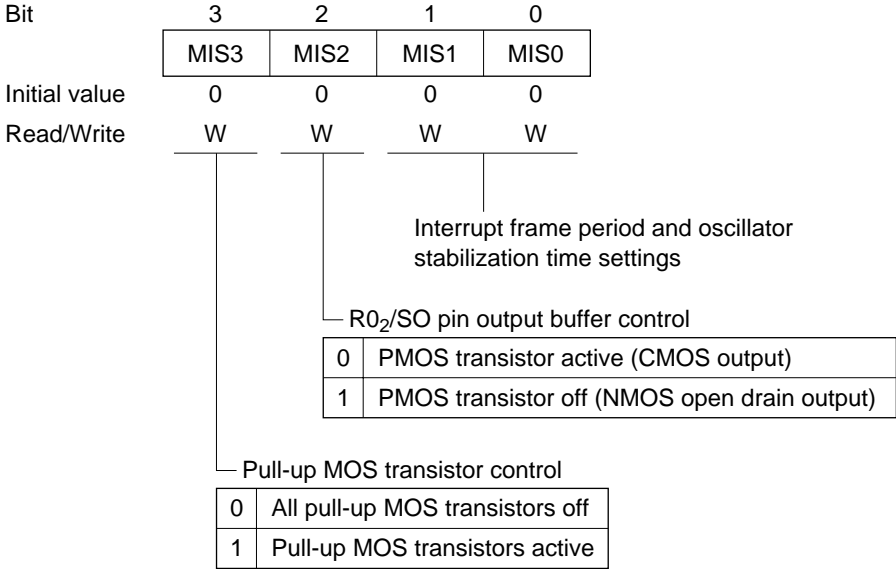 Bit 3 2 1 0
MIS3 MIS2 MIS1 MIS0
Initial value 0 0 0 0
Read/Write W W W W
Interrupt frame period and oscillator
stabilization time settings
R0₂/SO pin output buffer control
0 PMOS transistor active (CMOS output)
1 PMOS transistor off (NMOS open drain output)
Pull-up MOS transistor control
0 All pull-up MOS transistors off
1 Pull-up MOS transistors active